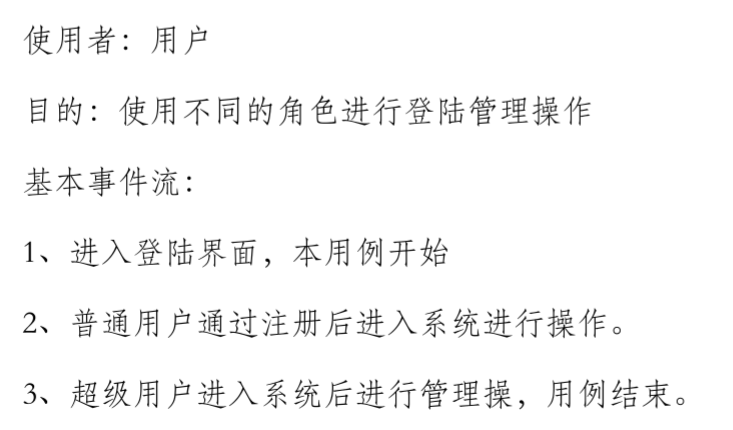 使用者：用户
目的：使用不同的角色进行登陆管理操作
基本事件流：
1、进入登陆界面，本用例开始
2、普通用户通过注册后进入系统进行操作。
3、超级用户进入系统后进行管理操，用例结束。